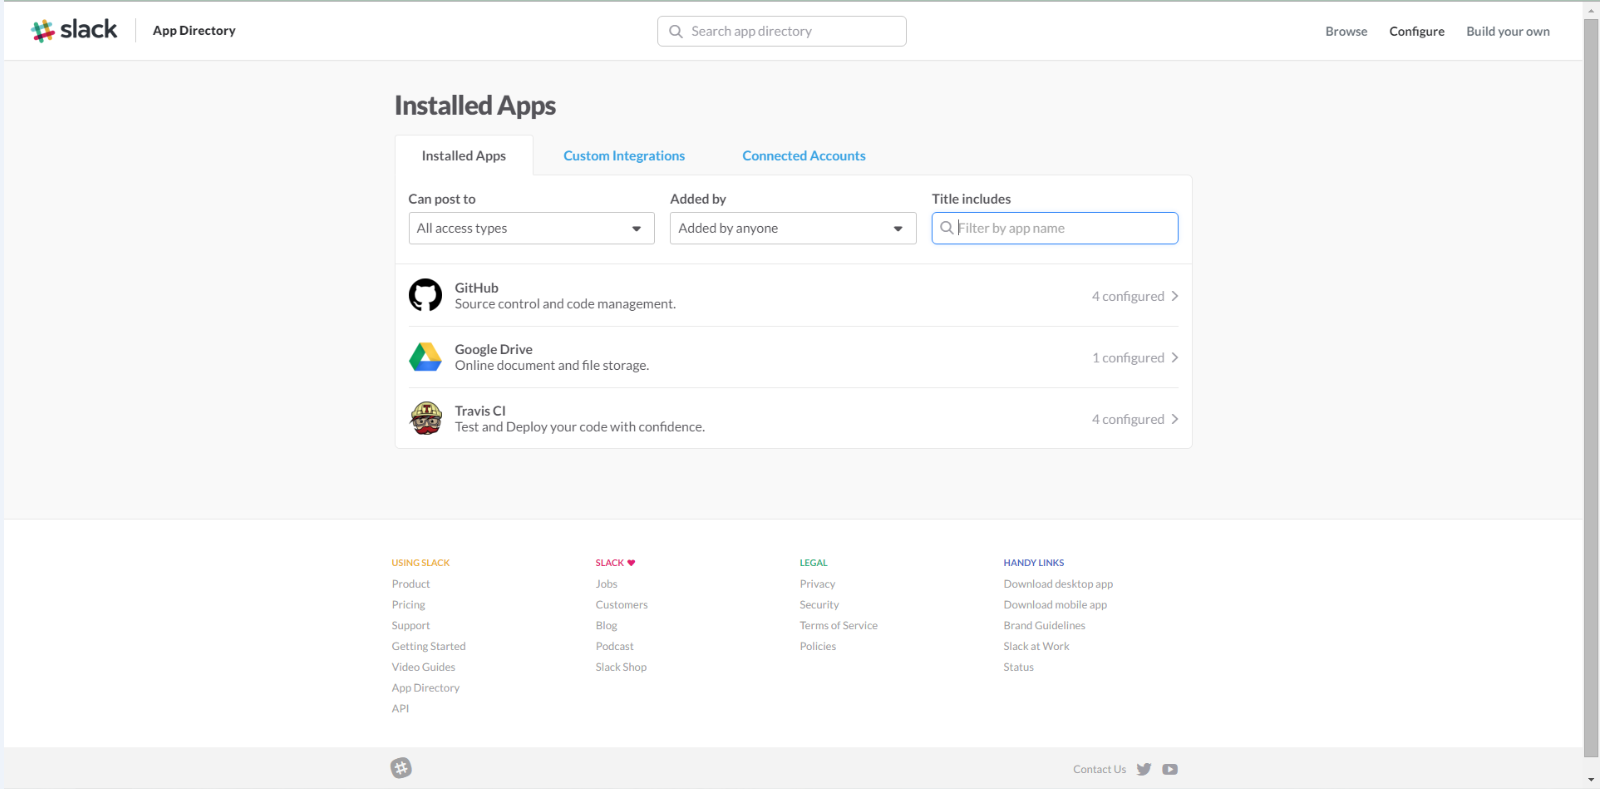 slack App Directory Search app directory Browse Configure Build your own
Installed Apps
Installed Apps Custom Integrations Connected Accounts
Can post to Added by Title includes
All access types Added by anyone Filter by app name
GitHub
Source control and code management.
4 configured
Google Drive
Online document and file storage.
1 configured
Travis CI
Test and Deploy your code with confidence.
4 configured
USING SLACK
Product
Pricing
Support
Getting Started
Video Guides
App Directory
API
SLACK
Jobs
Customers
Blog
Podcast
Slack Shop
LEGAL
Privacy
Security
Terms of Service
Policies
HANDY LINKS
Download desktop app
Download mobile app
Brand Guidelines
Slack at Work
Status
Contact Us